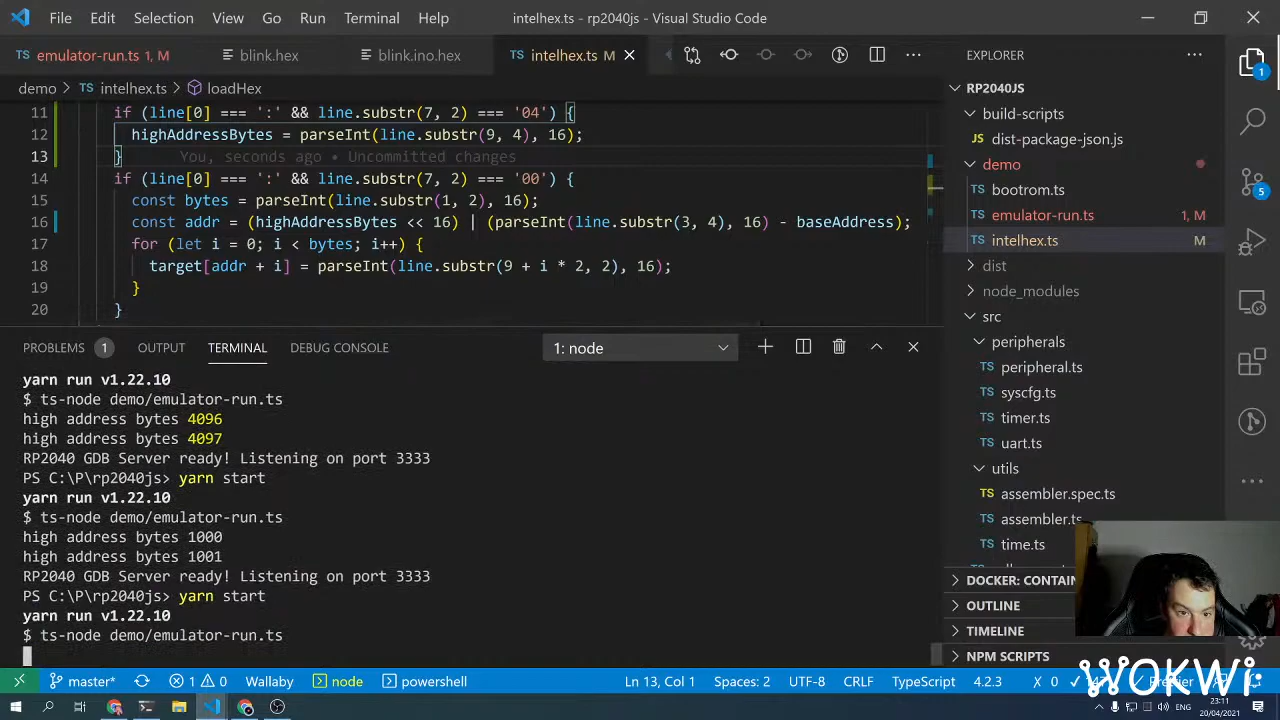 File Edit Selection View Go Run Terminal Help intelhex.ts - rp2040js - Visual Studio Code
emulator-run.ts 1, M blink.hex blink.ino.hex TS intelhex.ts M
demo > TS intelhex.ts > loadHex
11 if (line[0] === ':' && line.substr(7, 2) === '04') {
12 highAddressBytes = parseInt(line.substr(9, 4), 16);
13 } You, seconds ago • Uncommitted changes
14 if (line[0] === ':' && line.substr(7, 2) === '00') {
15 const bytes = parseInt(line.substr(1, 2), 16);
16 const addr = (highAddressBytes << 16) | (parseInt(line.substr(3, 4), 16) - baseAddress);
17 for (let i = 0; i < bytes; i++) {
18 target[addr + i] = parseInt(line.substr(9 + i * 2, 2), 16);
19 }
20 }
PROBLEMS 1 OUTPUT TERMINAL DEBUG CONSOLE 1: node
yarn run v1.22.10
$ ts-node demo/emulator-run.ts
high address bytes 4096
high address bytes 4097
RP2040 GDB Server ready! Listening on port 3333
PS C:\P\rp2040js> yarn start
yarn run v1.22.10
$ ts-node demo/emulator-run.ts
high address bytes 1000
high address bytes 1001
RP2040 GDB Server ready! Listening on port 3333
PS C:\P\rp2040js> yarn start
yarn run v1.22.10
$ ts-node demo/emulator-run.ts
EXPLORER
RP2040JS
build-scripts
JS dist-package-json.js
demo
TS bootrom.ts
TS emulator-run.ts 1, M
TS intelhex.ts M
dist
node_modules
src
peripherals
TS peripheral.ts
TS syscfg.ts
TS timer.ts
TS uart.ts
utils
TS assembler.spec.ts
TS assembler.ts
TS time.ts
DOCKER: CONTAIN
OUTLINE
TIMELINE
NPM SCRIPTS
1
5
WOKWi
master* 1 0 Wallaby node powershell Ln 13, Col 1 Spaces: 2 UTF-8 CRLF TypeScript 4.2.3 X 0
ENG 23:11
20/04/2021